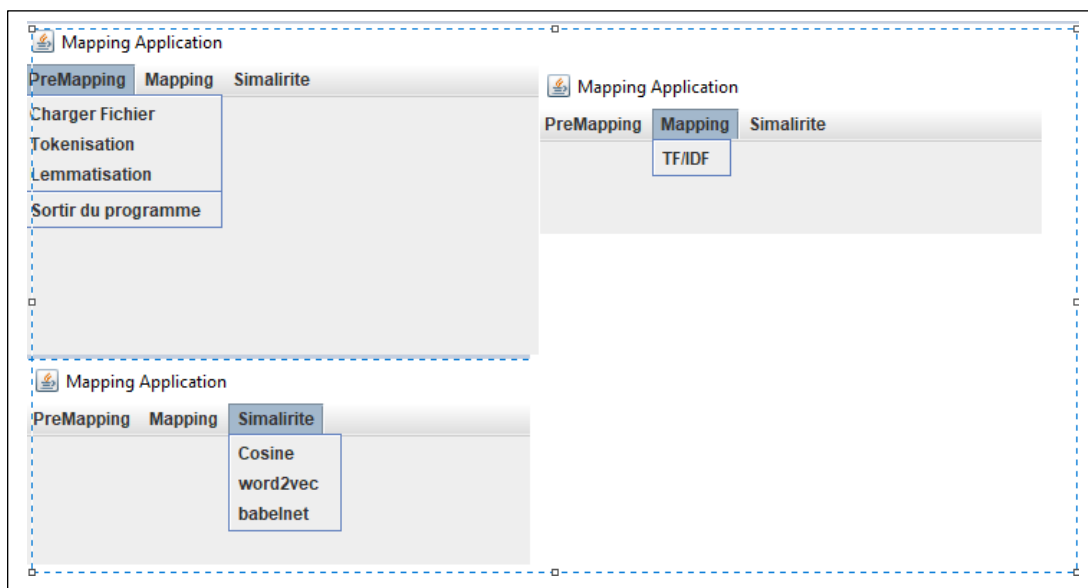 Mapping Application
PreMapping Mapping Simalirite
Charger Fichier
Tokenisation
Lemmatisation
Sortir du programme
Mapping Application
PreMapping Mapping Simalirite
TF/IDF
Mapping Application
PreMapping Mapping Simalirite
Cosine
word2vec
babelnet